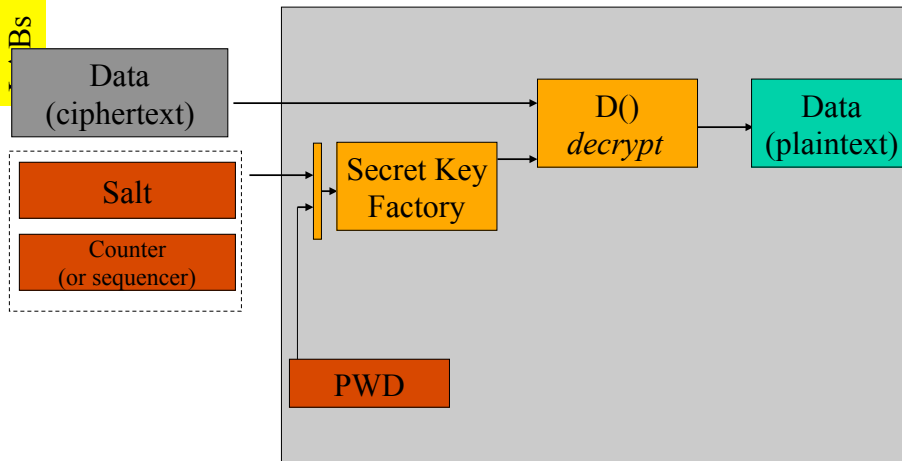 Data
(ciphertext)
Salt
Counter
(or sequencer)
Secret Key
Factory
D()
decrypt
Data
(plaintext)
PWD